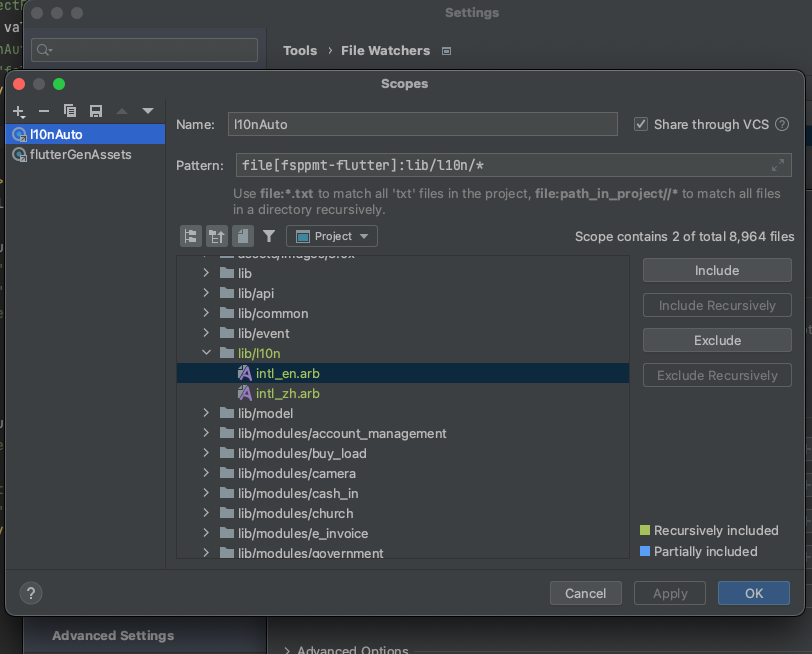 Settings
Tools › File Watchers
Scopes
l10nAuto
flutterGenAssets
Name: l10nAuto
Share through VCS ?
Pattern: file[fsppmt-flutter]:lib/l10n/*
Use file:*.txt to match all 'txt' files in the project, file:path_in_project//* to match all files
in a directory recursively.
Project
Scope contains 2 of total 8,964 files
lib
lib/api
lib/common
lib/event
lib/l10n
intl_en.arb
intl_zh.arb
lib/model
lib/modules/account_management
lib/modules/buy_load
lib/modules/camera
lib/modules/cash_in
lib/modules/church
lib/modules/e_invoice
lib/modules/government
Include
Include Recursively
Exclude
Exclude Recursively
Recursively included
Partially included
?
Cancel
Apply
OK
Advanced Settings
Advanced Options